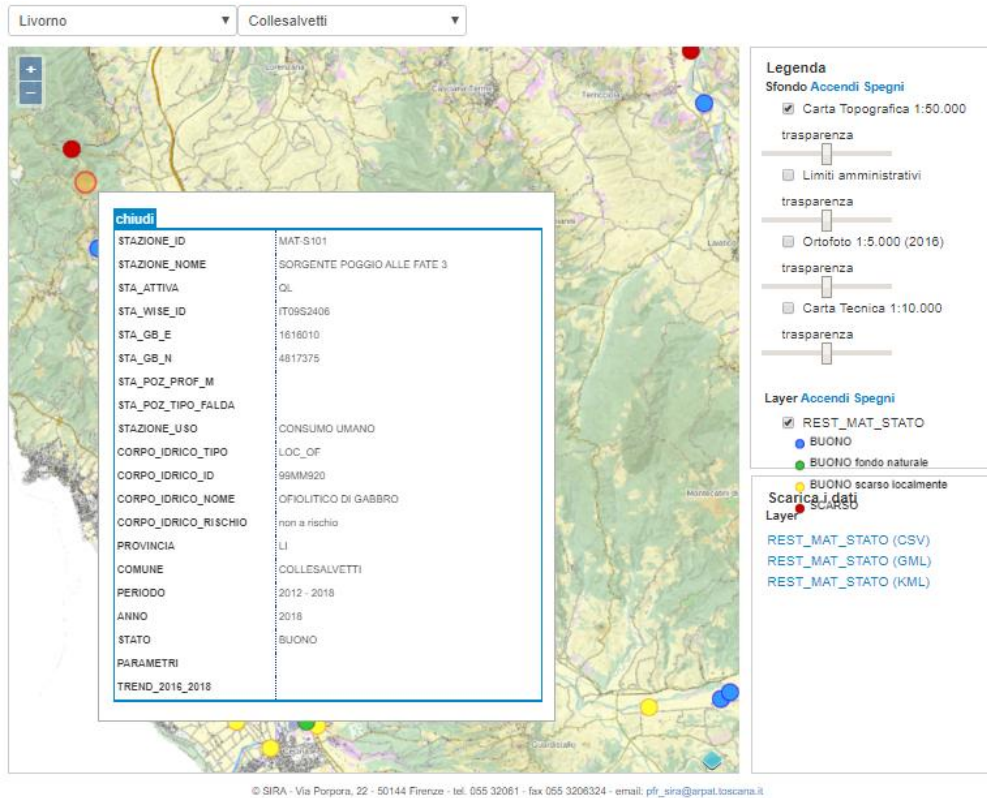 Livorno ▼ Collesalvetti ▼
+
−
chiudi
STAZIONE_ID MAT-S101
STAZIONE_NOME SORGENTE POGGIO ALLE FATE 3
STA_ATTIVA QL
STA_WISE_ID IT09S2406
STA_GB_E 1616010
STA_GB_N 4817375
STA_POZ_PROF_M
STA_POZ_TIPO_FALDA
STAZIONE_USO CONSUMO UMANO
CORPO_IDRICO_TIPO LOC_OF
CORPO_IDRICO_ID 99MM920
CORPO_IDRICO_NOME OFIOLITICO DI GABBRO
CORPO_IDRICO_RISCHIO non a rischio
PROVINCIA LI
COMUNE COLLESALVETTI
PERIODO 2012 - 2018
ANNO 2018
STATO BUONO
PARAMETRI
TREND_2016_2018
Guardistallo
Legenda
Sfondo Accendi Spegni
Carta Topografica 1:50.000
trasparenza
Limiti amministrativi
trasparenza
Ortofoto 1:5.000 (2016)
trasparenza
Carta Tecnica 1:10.000
trasparenza
Layer Accendi Spegni
REST_MAT_STATO
BUONO
BUONO fondo naturale
BUONO scarso localmente
SCARSO
Scarica i dati
Layer
REST_MAT_STATO (CSV)
REST_MAT_STATO (GML)
REST_MAT_STATO (KML)
© SIRA - Via Porpora, 22 - 50144 Firenze - tel. 055 32061 - fax 055 3206324 - email: pfr_sira@arpat.toscana.it